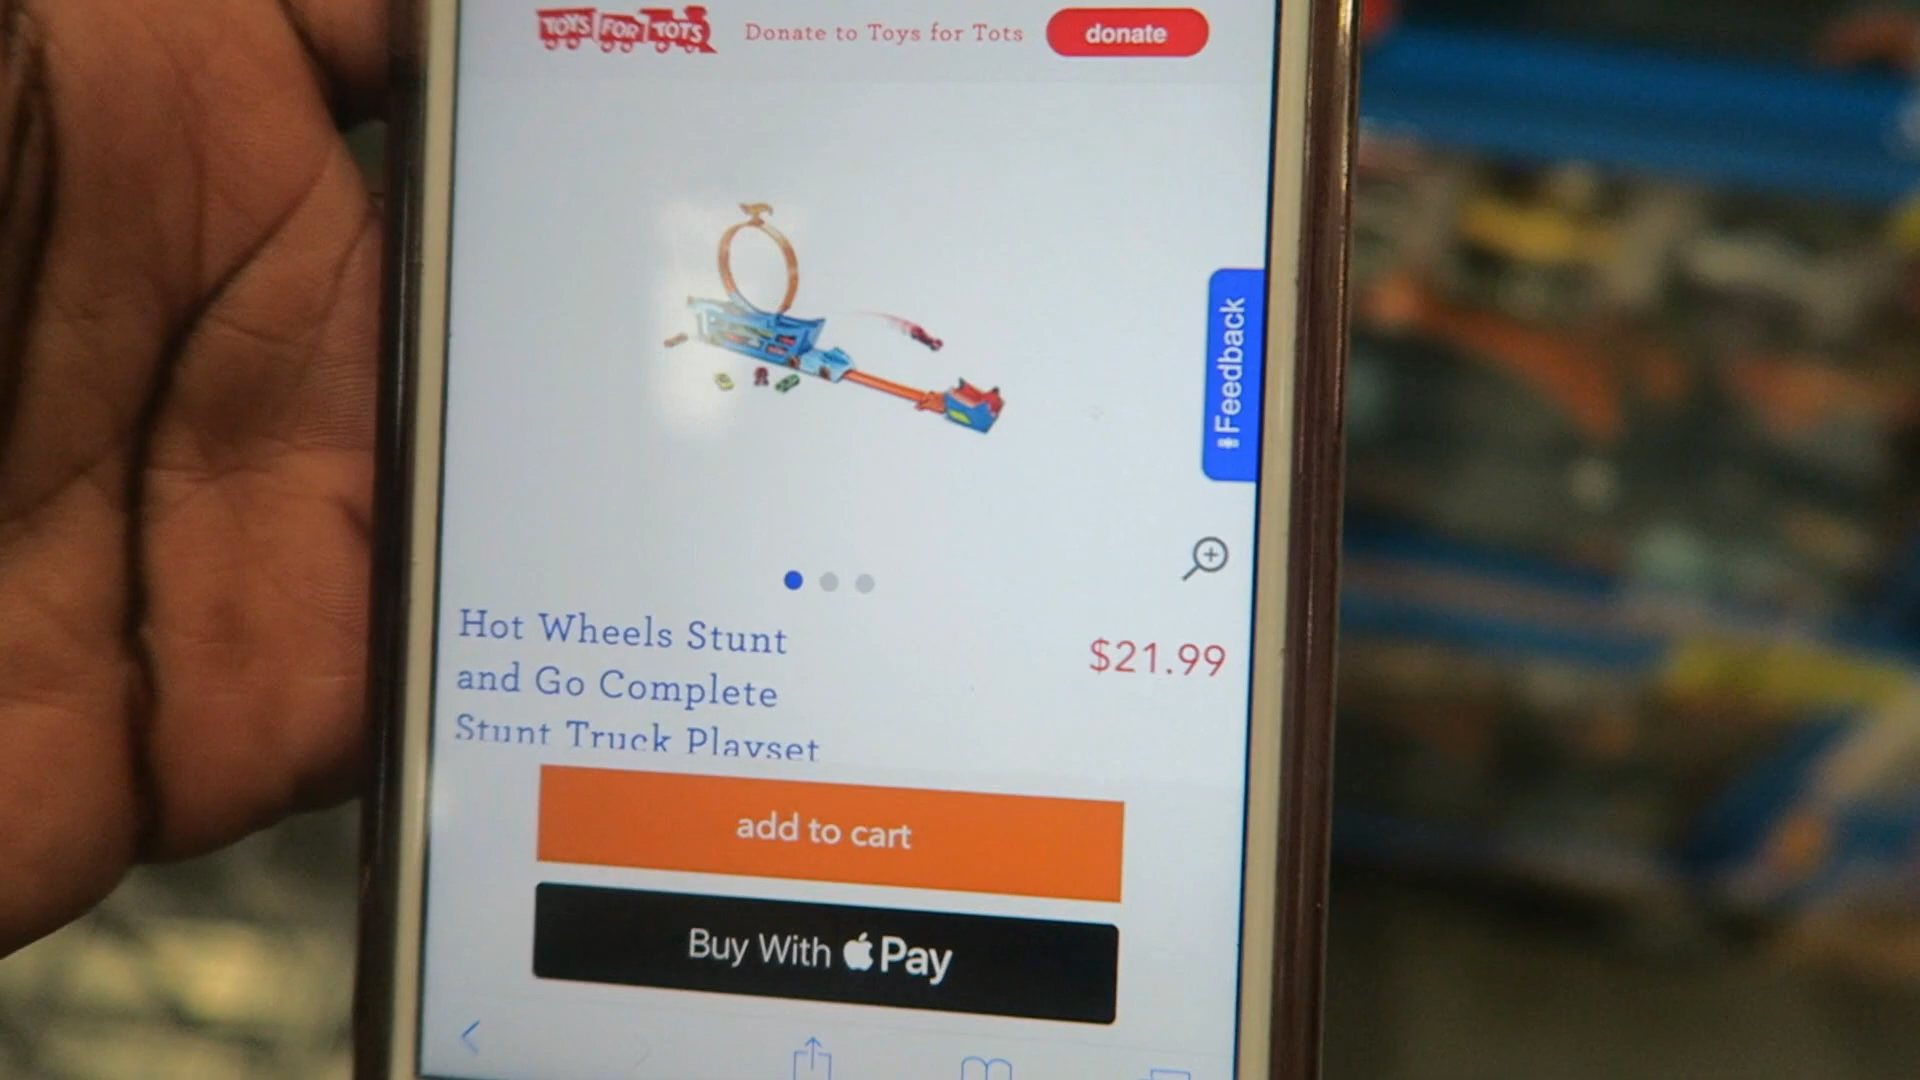 TOYS FOR TOTS
Donate to Toys for Tots
donate
Feedback
Hot Wheels Stunt
and Go Complete
Stunt Truck Playset
$21.99
add to cart
Buy With Pay